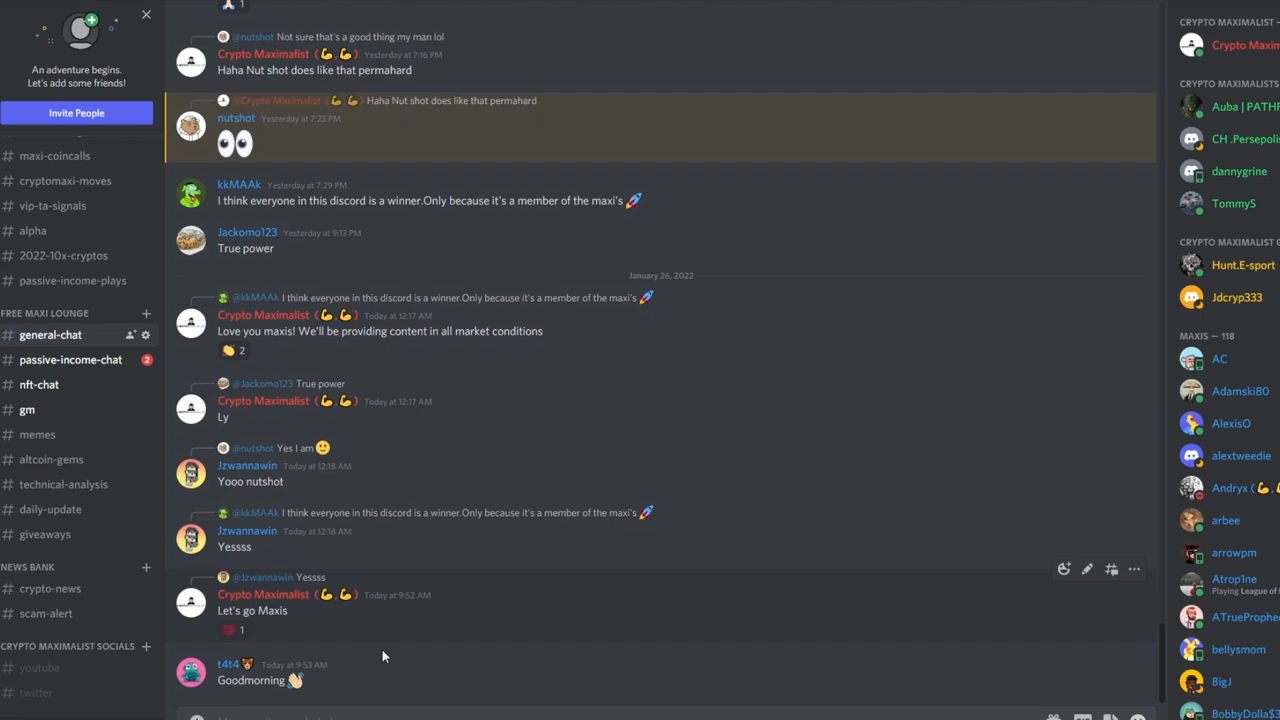 An adventure begins.
Let's add some friends!
Invite People
# maxi-coincalls
# cryptomaxi-moves
# vip-ta-signals
# alpha
# 2022-10x-cryptos
# passive-income-plays
FREE MAXI LOUNGE +
# general-chat
# passive-income-chat 2
# nft-chat
# gm
# memes
# altcoin-gems
# technical-analysis
# daily-update
# giveaways
NEWS BANK +
# crypto-news
# scam-alert
CRYPTO MAXIMALIST SOCIALS +
# youtube
# twitter
1
@nutshot Not sure that's a good thing my man lol
Crypto Maximalist (💪,💪) Yesterday at 7:16 PM
Haha Nut shot does like that permahard
@Crypto Maximalist (💪,💪) Haha Nut shot does like that permahard
nutshot Yesterday at 7:23 PM
👀
kkMAAk Yesterday at 7:29 PM
I think everyone in this discord is a winner.Only because it's a member of the maxi's 🚀
Jackomo123 Yesterday at 9:13 PM
True power
January 26, 2022
@kkMAAk I think everyone in this discord is a winner.Only because it's a member of the maxi's 🚀
Crypto Maximalist (💪,💪) Today at 12:17 AM
Love you maxis! We'll be providing content in all market conditions
👏 2
@Jackomo123 True power
Crypto Maximalist (💪,💪) Today at 12:17 AM
Ly
@nutshot Yes I am 🙂
Jzwannawin Today at 12:18 AM
Yooo nutshot
@kkMAAk I think everyone in this discord is a winner.Only because it's a member of the maxi's 🚀
Jzwannawin Today at 12:18 AM
Yessss
@Jzwannawin Yessss
Crypto Maximalist (💪,💪) Today at 9:52 AM
Let's go Maxis
1
t4t4🐻 Today at 9:53 AM
Goodmorning 👋🏻
CRYPTO MAXIMALIST —
Crypto Maxim
CRYPTO MAXIMALISTS
Auba | PATHF
CH .Persepolis
dannygrine
TommyS
CRYPTO MAXIMALIST G
Hunt.E-sport
Jdcryp333
MAXIS — 118
AC
Adamski80
AlexisO
alextweedie
Andryx (💪,
arbee
arrowpm
Atrop1ne
Playing League of
ATrueProphe
bellysmom
BigJ
BobbyDolla$3